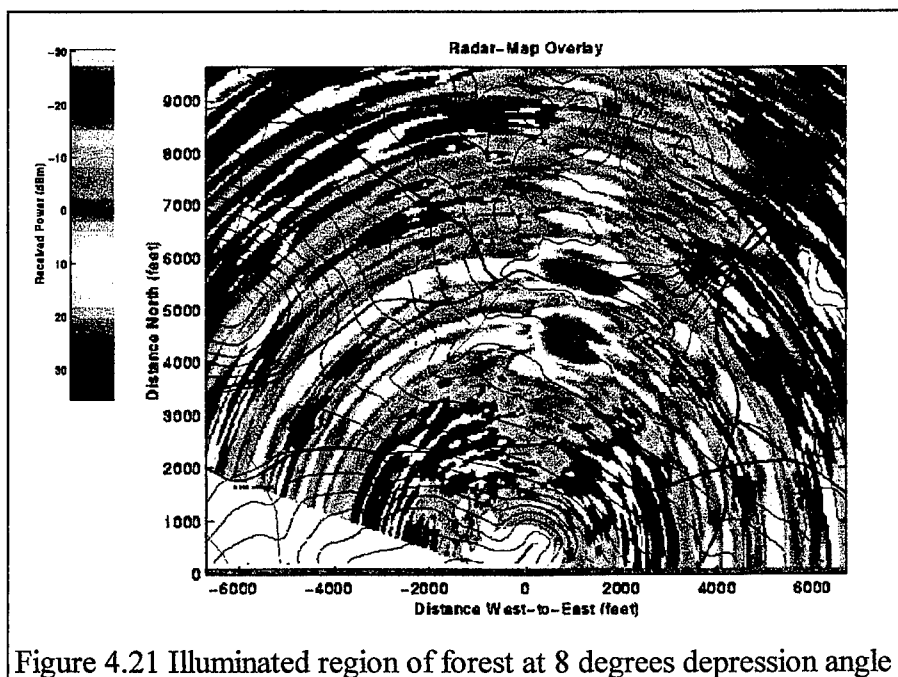 Radar-Map Overlay
-30
-20
-10
0
10
20
30
Received Power (dBm)
9000
8000
7000
6000
5000
4000
3000
2000
1000
0
Distance North (feet)
-6000 -4000 -2000 0 2000 4000 6000
Distance West-to-East (feet)
Figure 4.21 Illuminated region of forest at 8 degrees depression angle